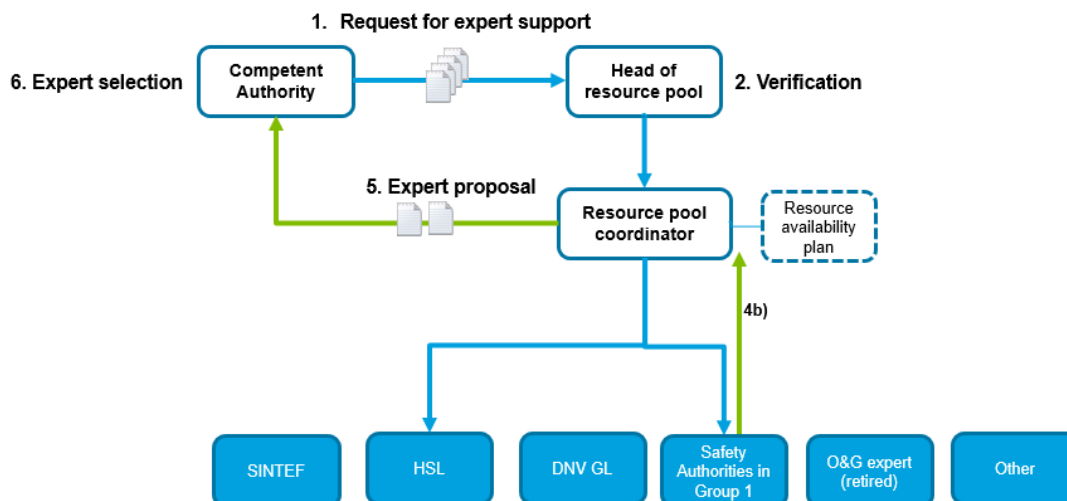 1. Request for expert support
6. Expert selection
Competent
Authority
Head of
resource pool
2. Verification
5. Expert proposal
Resource pool
coordinator
Resource
availability
plan
4b)
SINTEF
HSL
DNV GL
Safety
Authorities in
Group 1
O&G expert
(retired)
Other